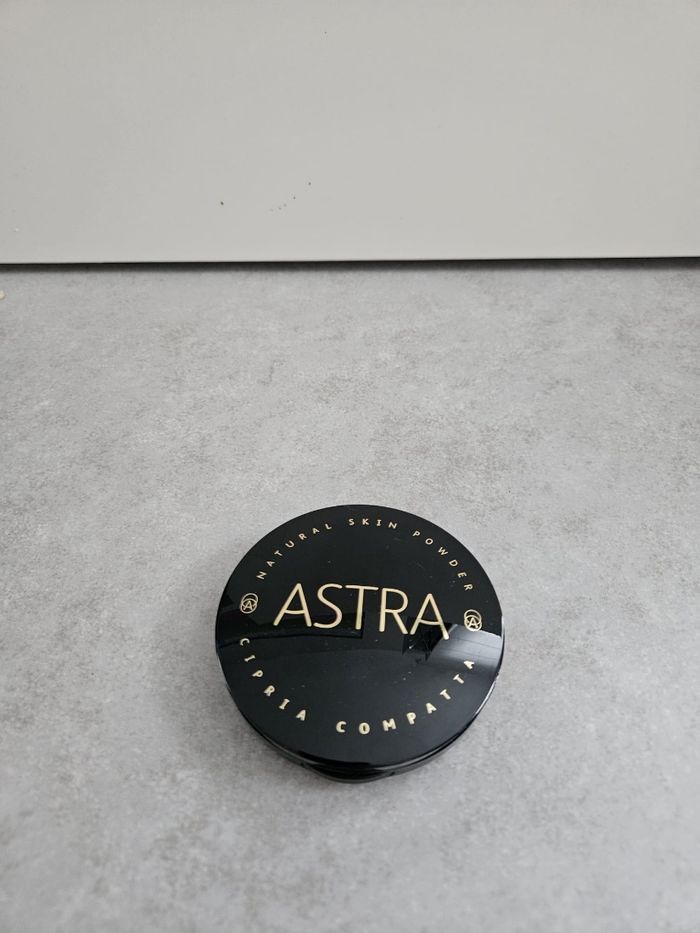 NATURAL SKIN POWDER
A ASTRA A
CIPRIA COMPATTA